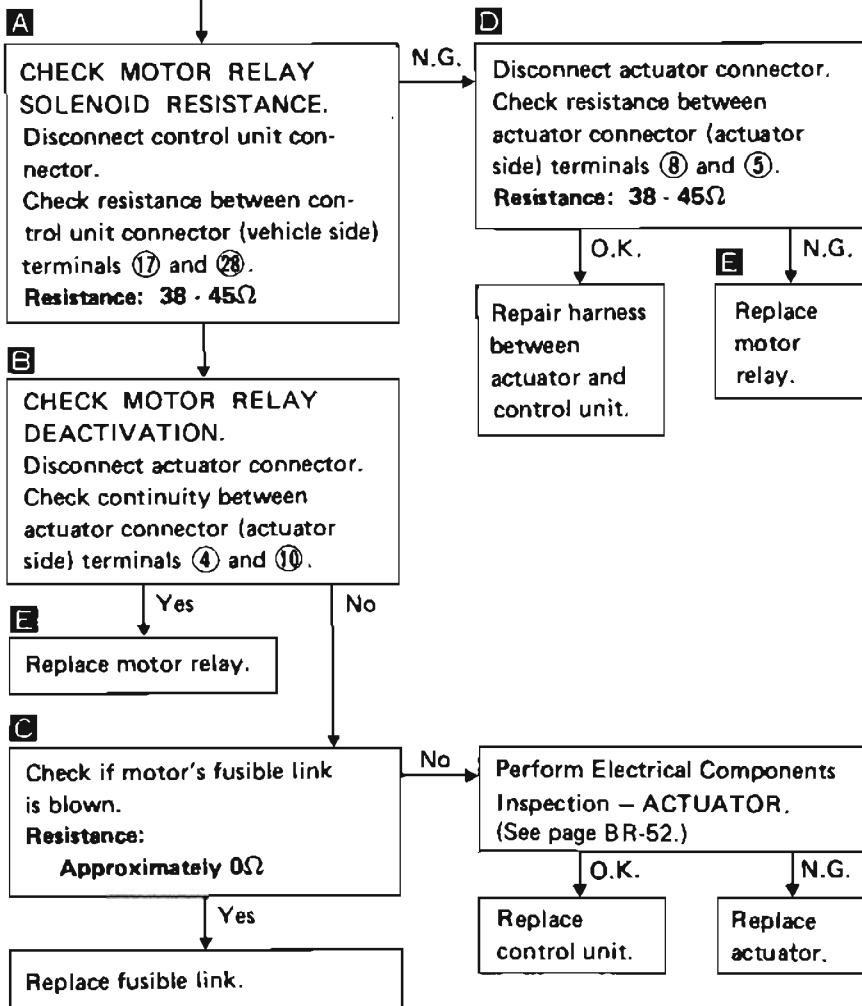 A
CHECK MOTOR RELAY
SOLENOID RESISTANCE.
Disconnect control unit con-
nector.
Check resistance between con-
trol unit connector (vehicle side)
terminals ⑰ and ㉘.
Resistance: 38 - 45Ω
N.G.
D
Disconnect actuator connector.
Check resistance between
actuator connector (actuator
side) terminals ⑧ and ⑤.
Resistance: 38 - 45Ω
O.K.
N.G.
Repair harness
between
actuator and
control unit.
E
Replace
motor
relay.
B
CHECK MOTOR RELAY
DEACTIVATION.
Disconnect actuator connector.
Check continuity between
actuator connector (actuator
side) terminals ④ and ⑩.
Yes
No
E
Replace motor relay.
C
Check if motor's fusible link
is blown.
Resistance:
Approximately 0Ω
No
Perform Electrical Components
Inspection – ACTUATOR.
(See page BR-52.)
O.K.
N.G.
Replace
control unit.
Replace
actuator.
Yes
Replace fusible link.